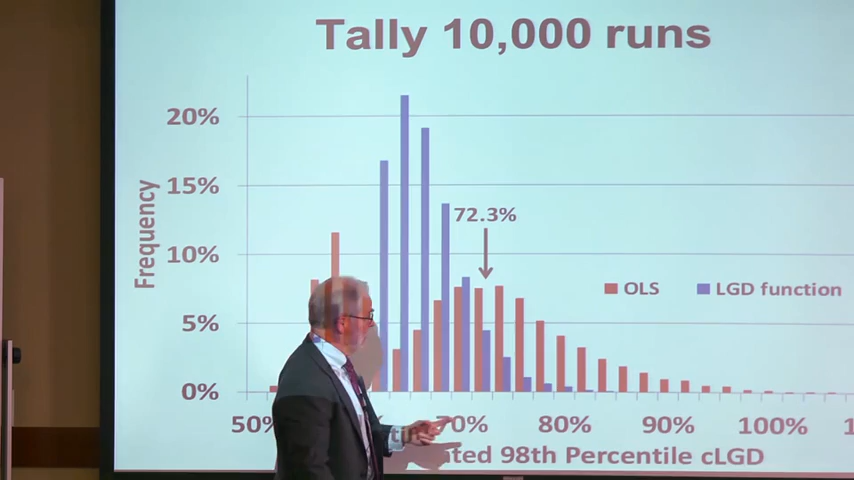 Tally 10,000 runs
20%
15%
10%
5%
0%
Frequency
72.3%
OLS
LGD function
50%
70%
80%
90%
100%
98th Percentile cLGD